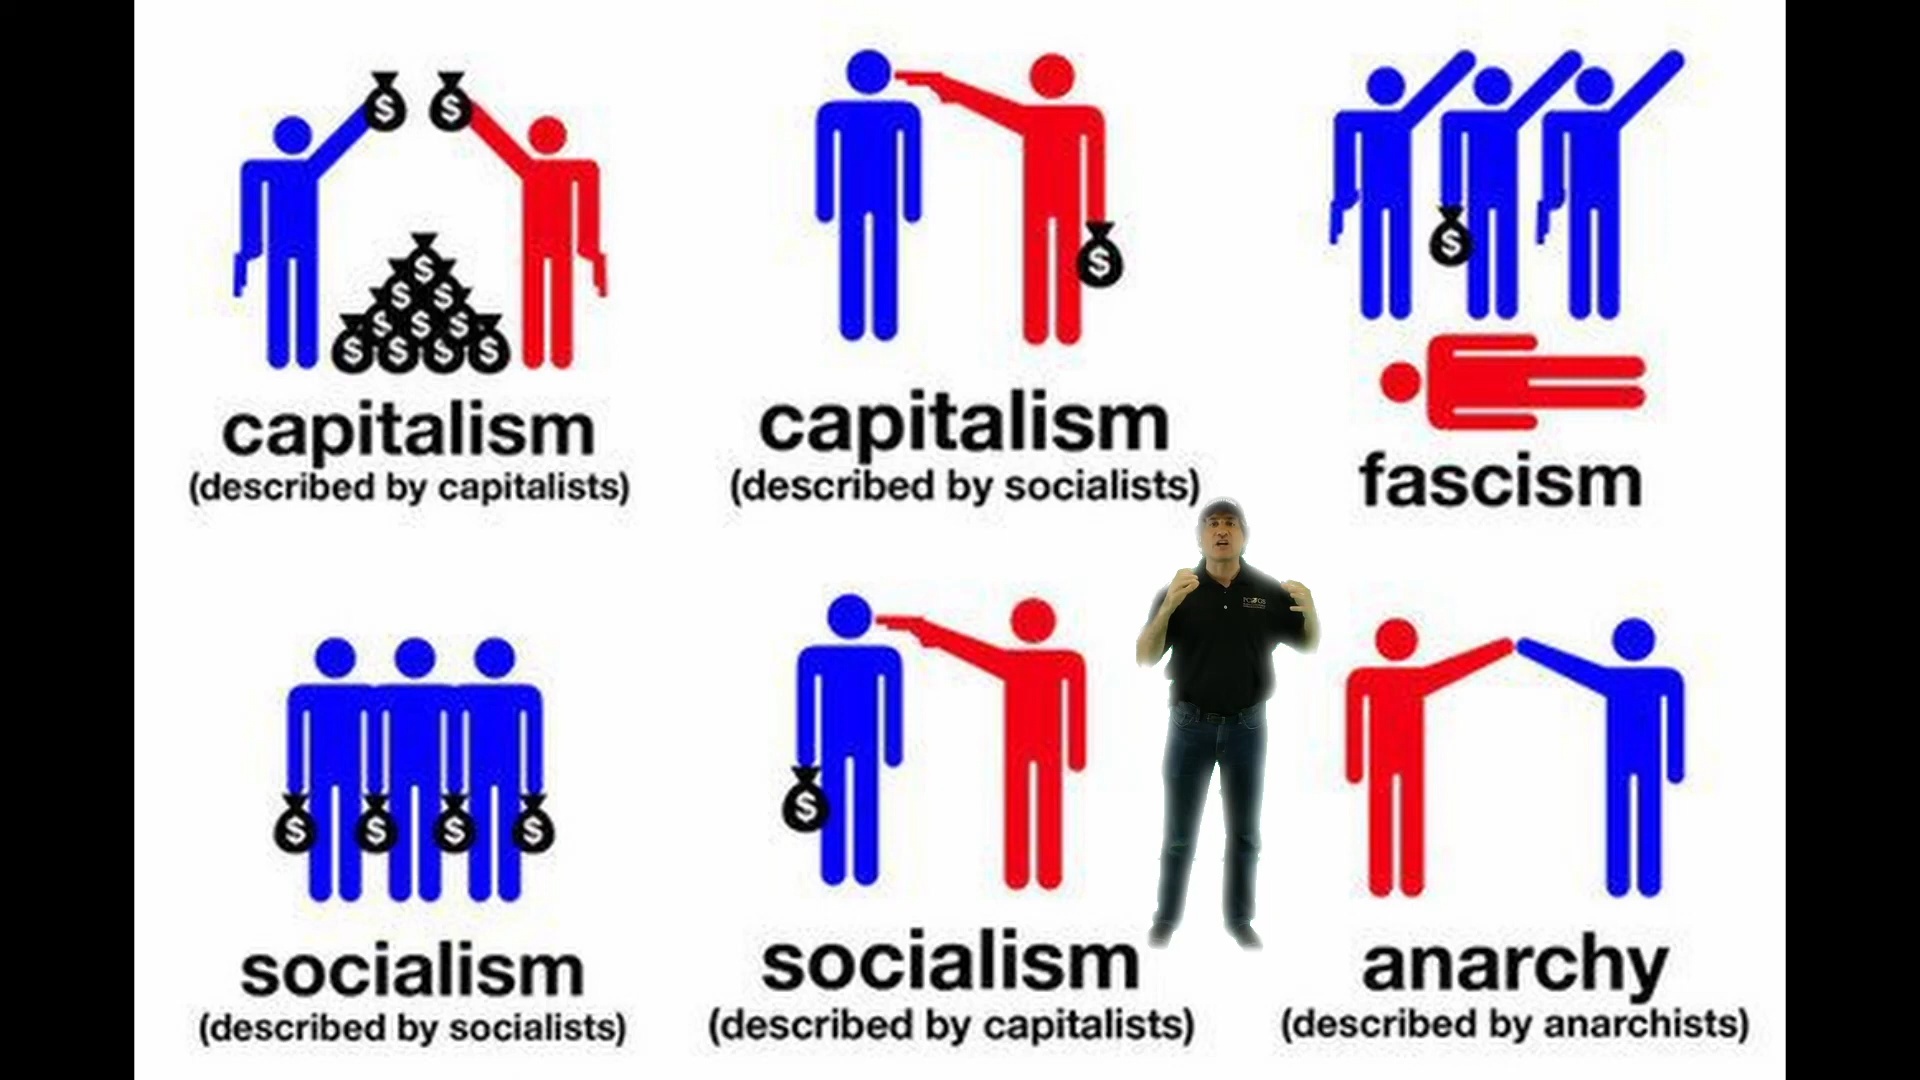 capitalism
(described by capitalists)
capitalism
(described by socialists)
fascism
socialism
(described by socialists)
socialism
(described by capitalists)
anarchy
(described by anarchists)